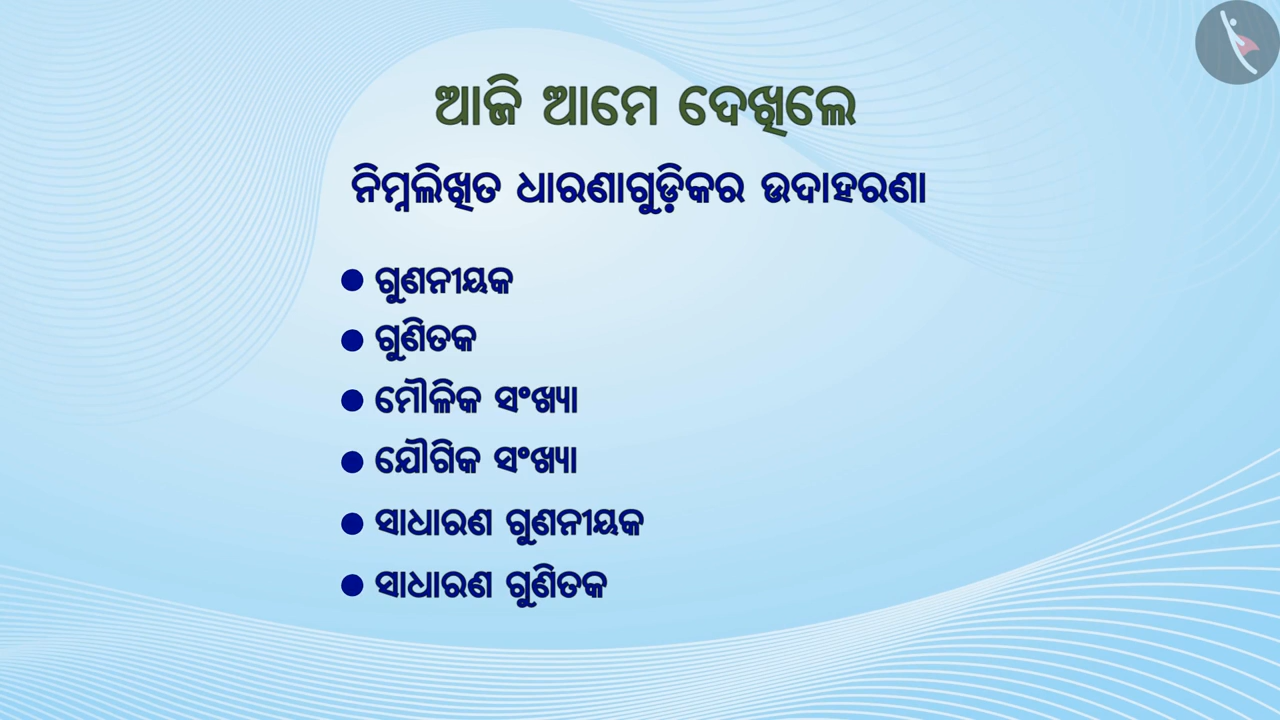 ଆଜି ଆମେ ଦେଖିଲେ
ନିମ୍ନଲିଖିତ ଧାରଣାଗୁଡ଼ିକର ଉଦାହରଣ
● ଗୁଣନୀୟକ
● ଗୁଣିତକ
● ମୌଳିକ ସଂଖ୍ୟା
● ଯୌଗିକ ସଂଖ୍ୟା
● ସାଧାରଣ ଗୁଣନୀୟକ
● ସାଧାରଣ ଗୁଣିତକ